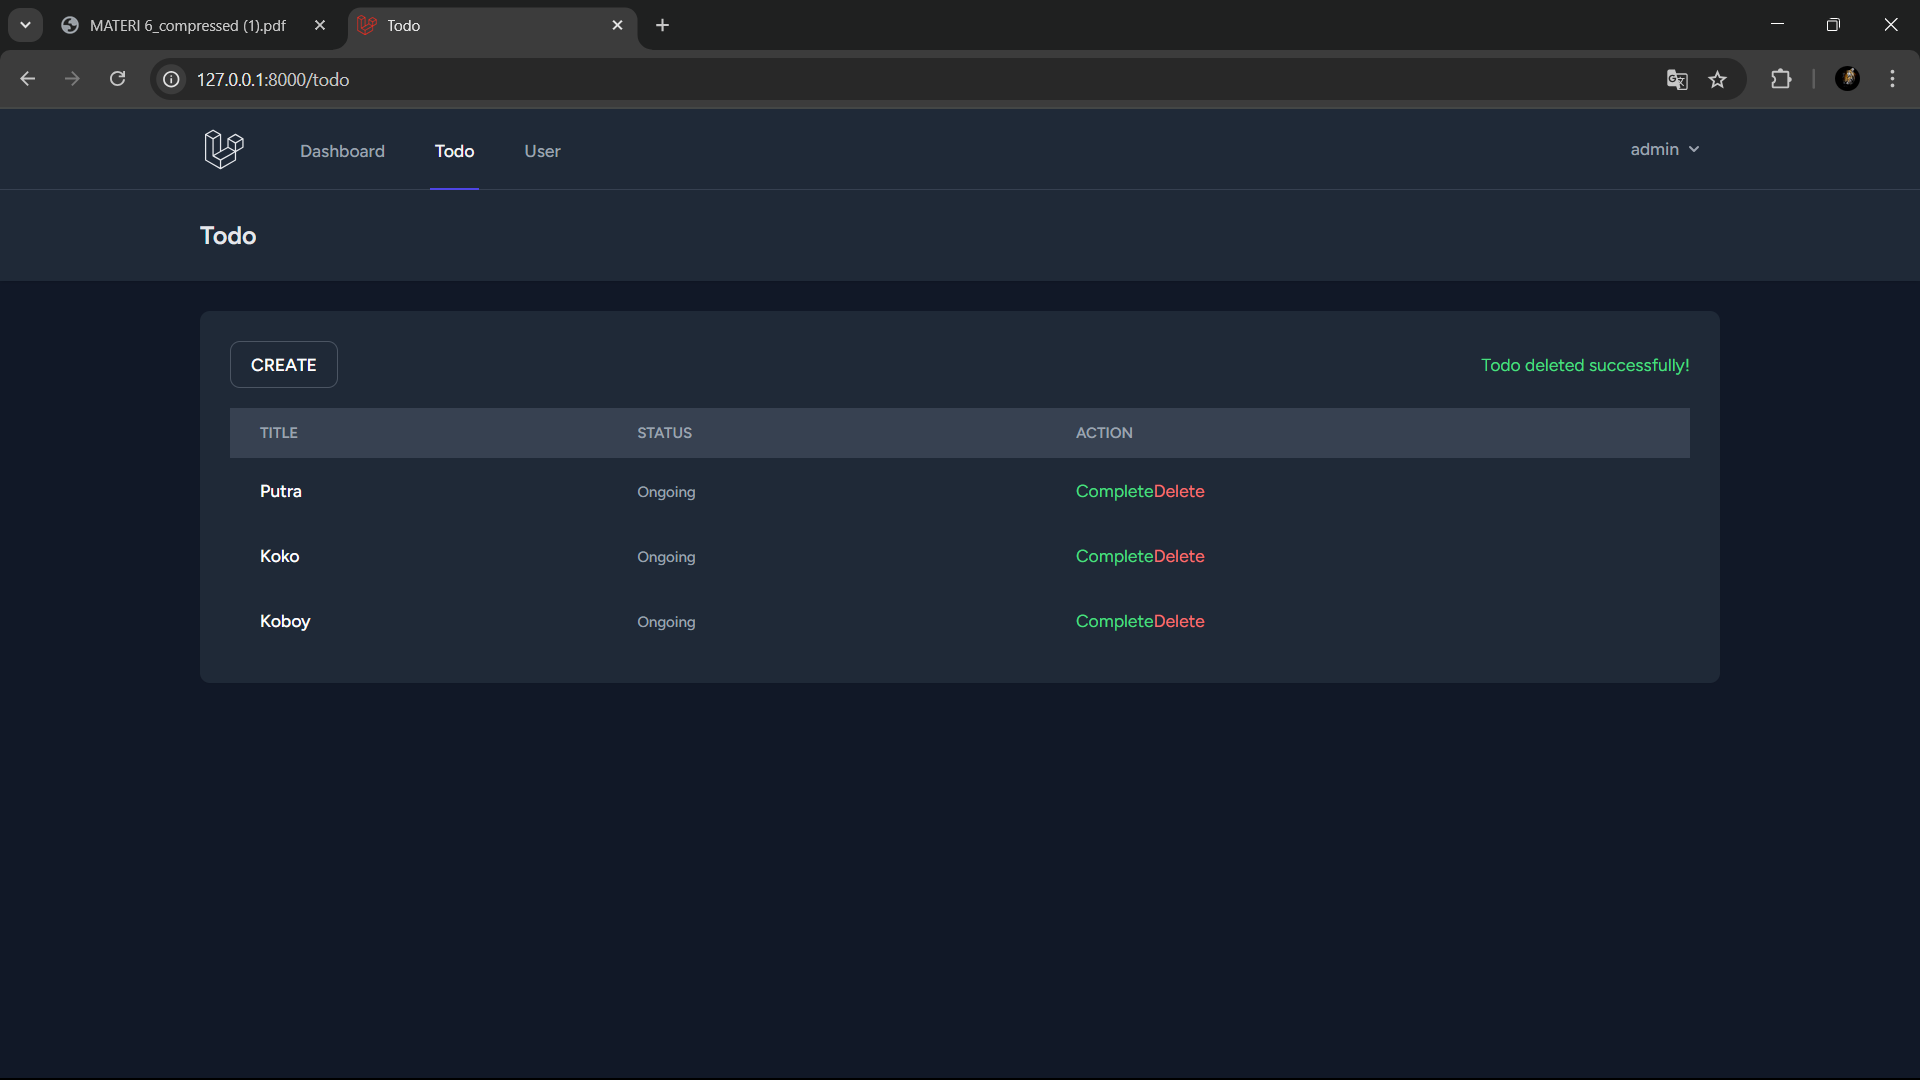 MATERI 6_compressed (1).pdf
Todo
127.0.0.1:8000/todo
Dashboard
Todo
User
admin
Todo
CREATE
Todo deleted successfully!
TITLE STATUS ACTION
Putra Ongoing CompleteDelete
Koko Ongoing CompleteDelete
Koboy Ongoing CompleteDelete